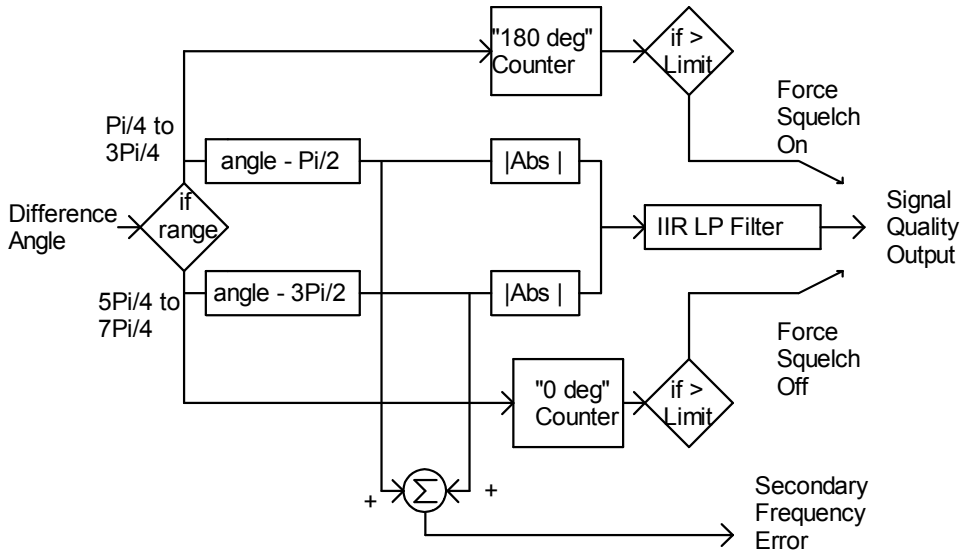 "180 deg"
Counter
if >
Limit
Force
Squelch
On
Pi/4 to
3Pi/4
angle - Pi/2
|Abs |
Difference
Angle
if
range
IIR LP Filter
Signal
Quality
Output
5Pi/4 to
7Pi/4
angle - 3Pi/2
|Abs |
Force
Squelch
Off
"0 deg"
Counter
if >
Limit
+
Σ
+
Secondary
Frequency
Error